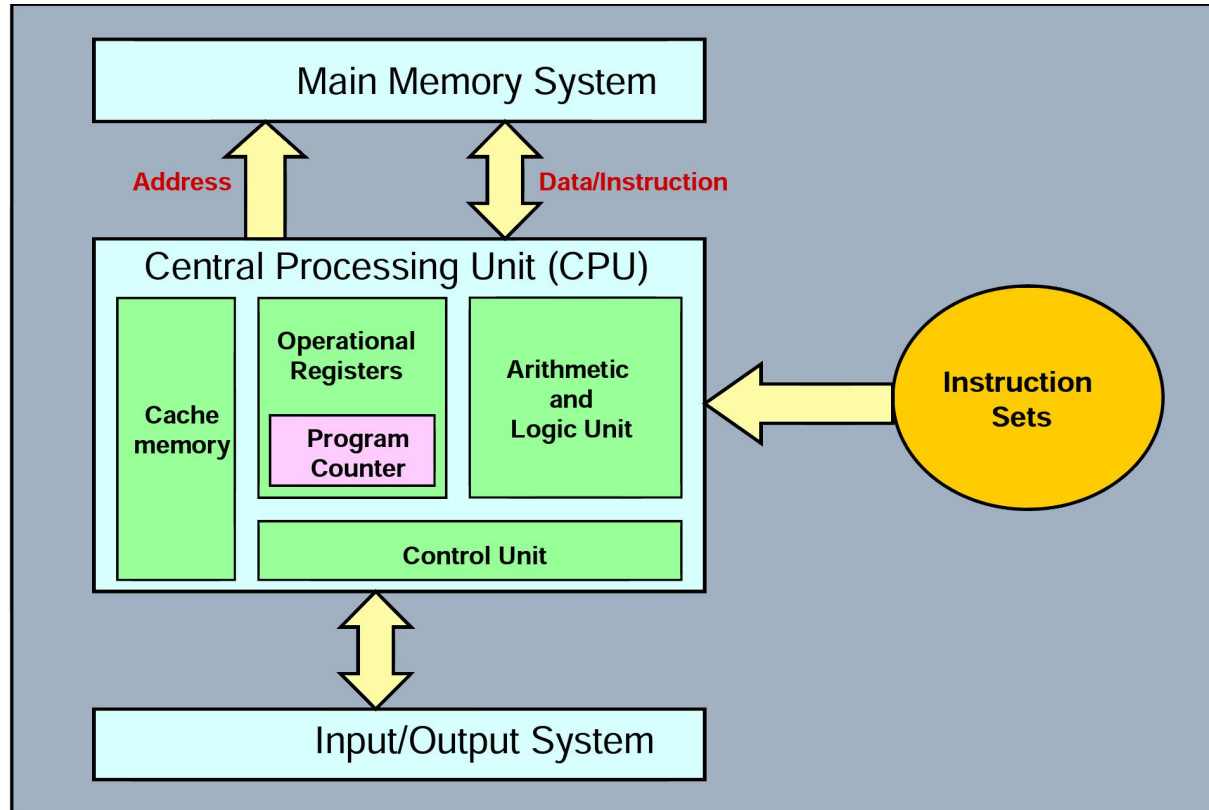 Main Memory System
Address
Data/Instruction
Central Processing Unit (CPU)
Cache
memory
Operational
Registers
Program
Counter
Arithmetic
and
Logic Unit
Control Unit
Instruction
Sets
Input/Output System